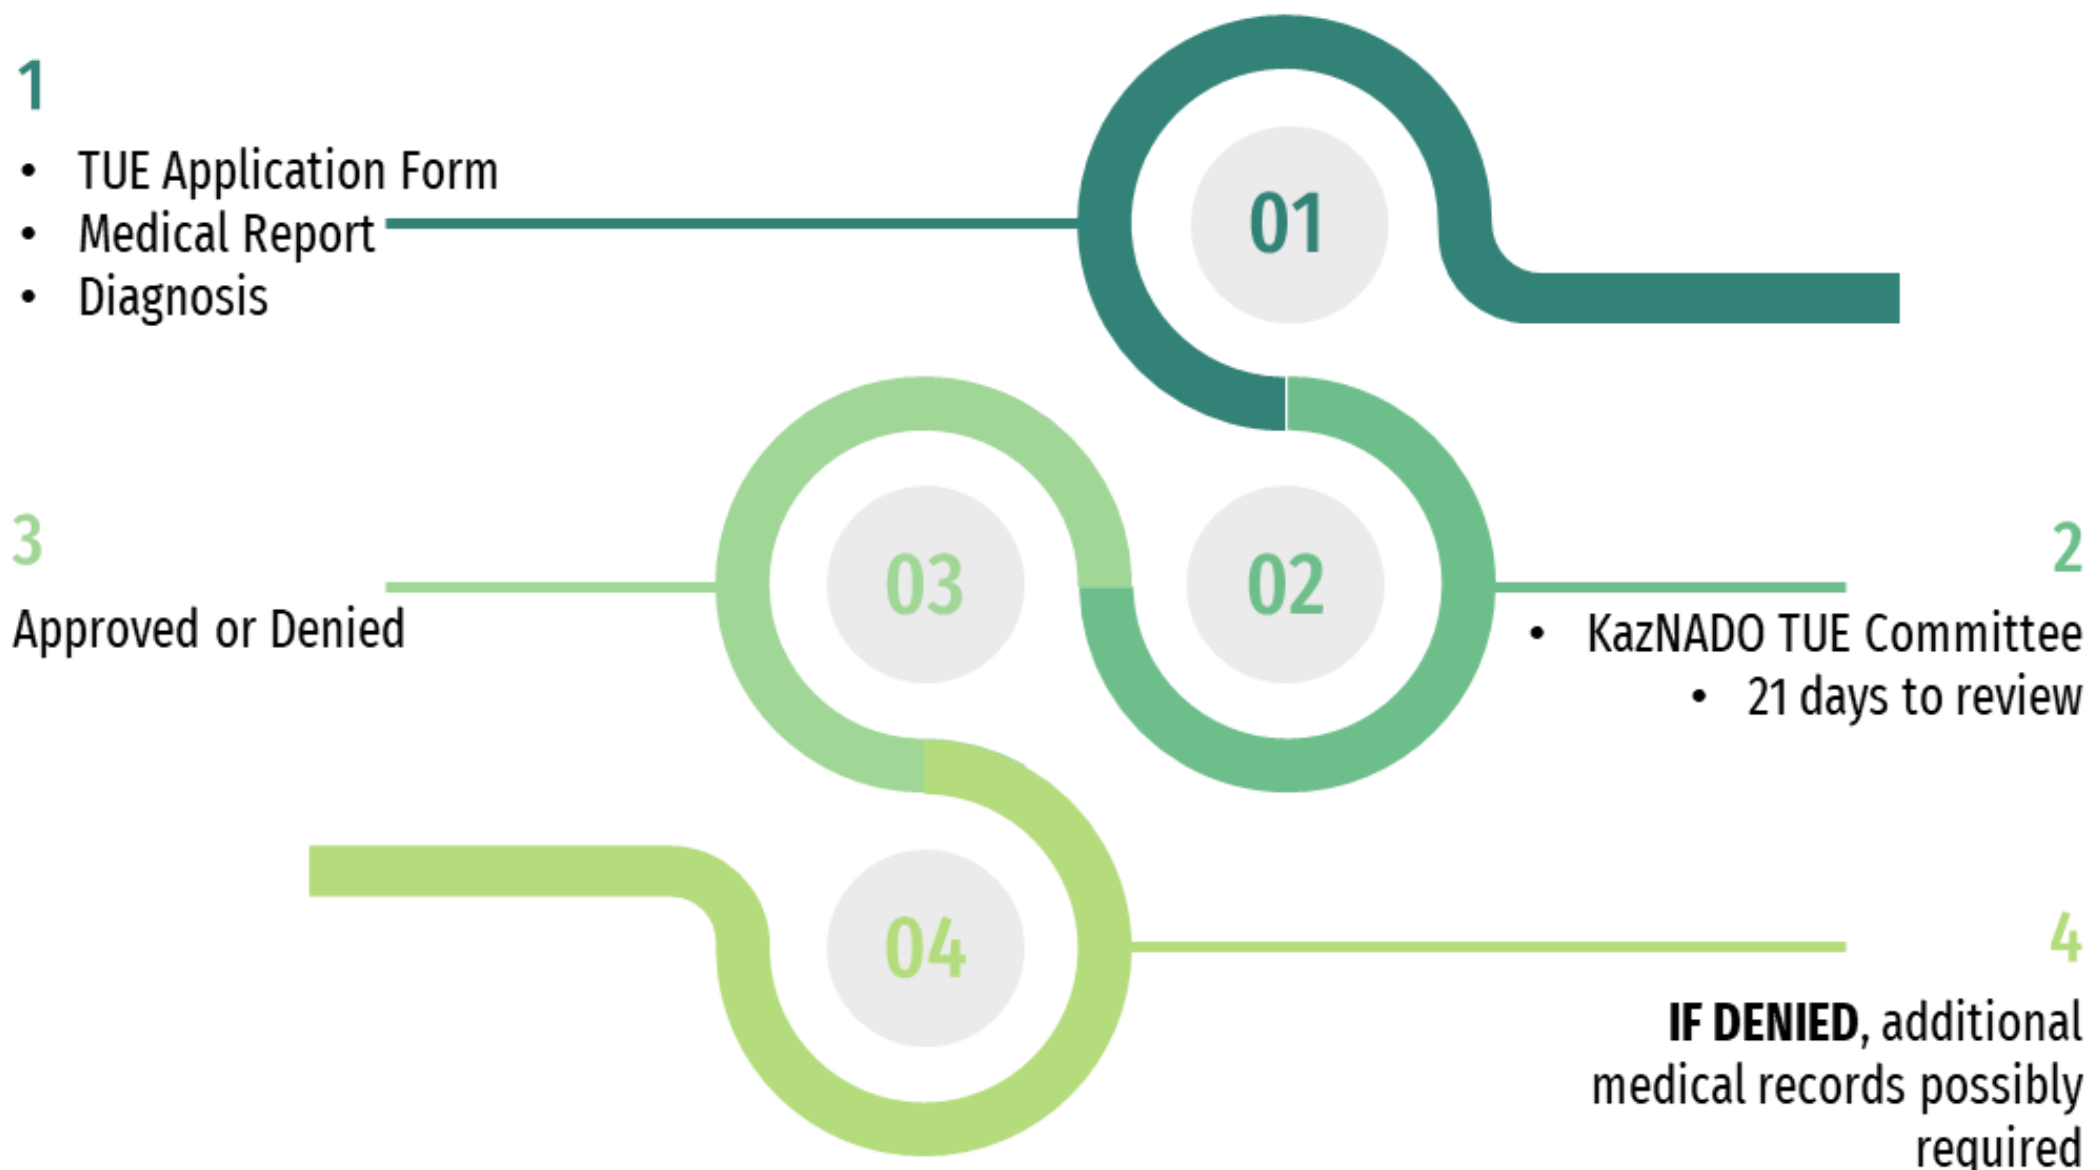 1
• TUE Application Form
• Medical Report
• Diagnosis
01
2
• KazNADO TUE Committee
• 21 days to review
02
3
Approved or Denied
03
4
IF DENIED, additional
medical records possibly
required
04